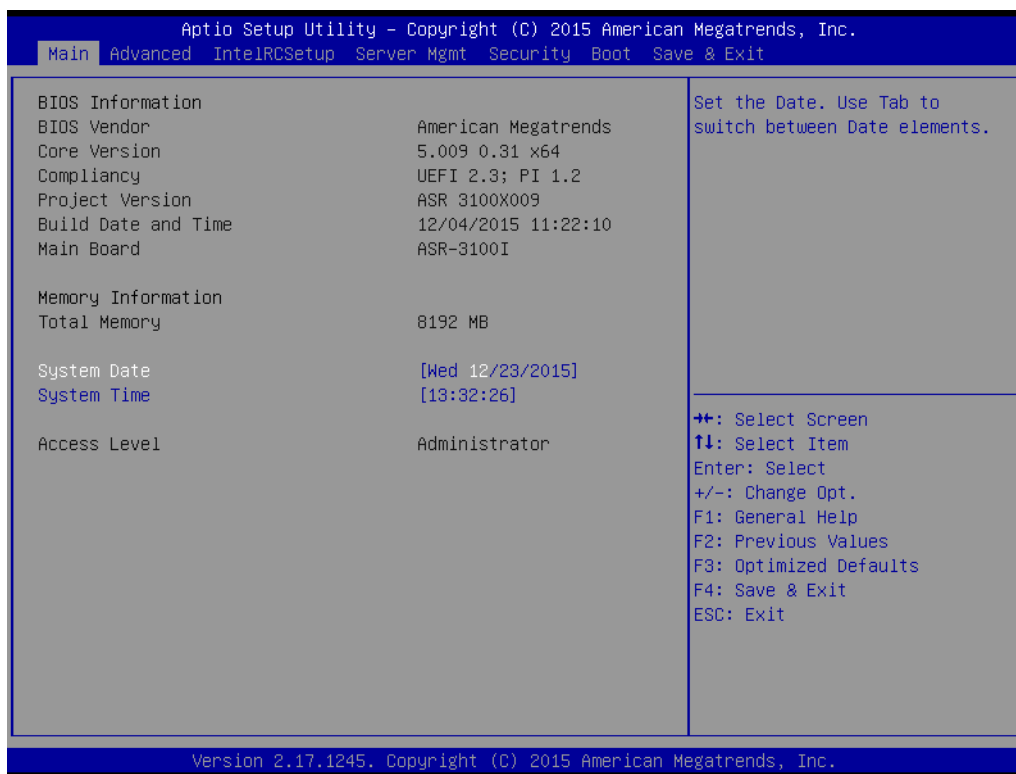 Aptio Setup Utility – Copyright (C) 2015 American Megatrends, Inc.
Main Advanced IntelRCSetup Server Mgmt Security Boot Save & Exit
BIOS Information
BIOS Vendor American Megatrends
Core Version 5.009 0.31 x64
Compliancy UEFI 2.3; PI 1.2
Project Version ASR 3100X009
Build Date and Time 12/04/2015 11:22:10
Main Board ASR-3100I
Memory Information
Total Memory 8192 MB
System Date [Wed 12/23/2015]
System Time [13:32:26]
Access Level Administrator
Set the Date. Use Tab to
switch between Date elements.
→←: Select Screen
↑↓: Select Item
Enter: Select
+/-: Change Opt.
F1: General Help
F2: Previous Values
F3: Optimized Defaults
F4: Save & Exit
ESC: Exit
Version 2.17.1245. Copyright (C) 2015 American Megatrends, Inc.